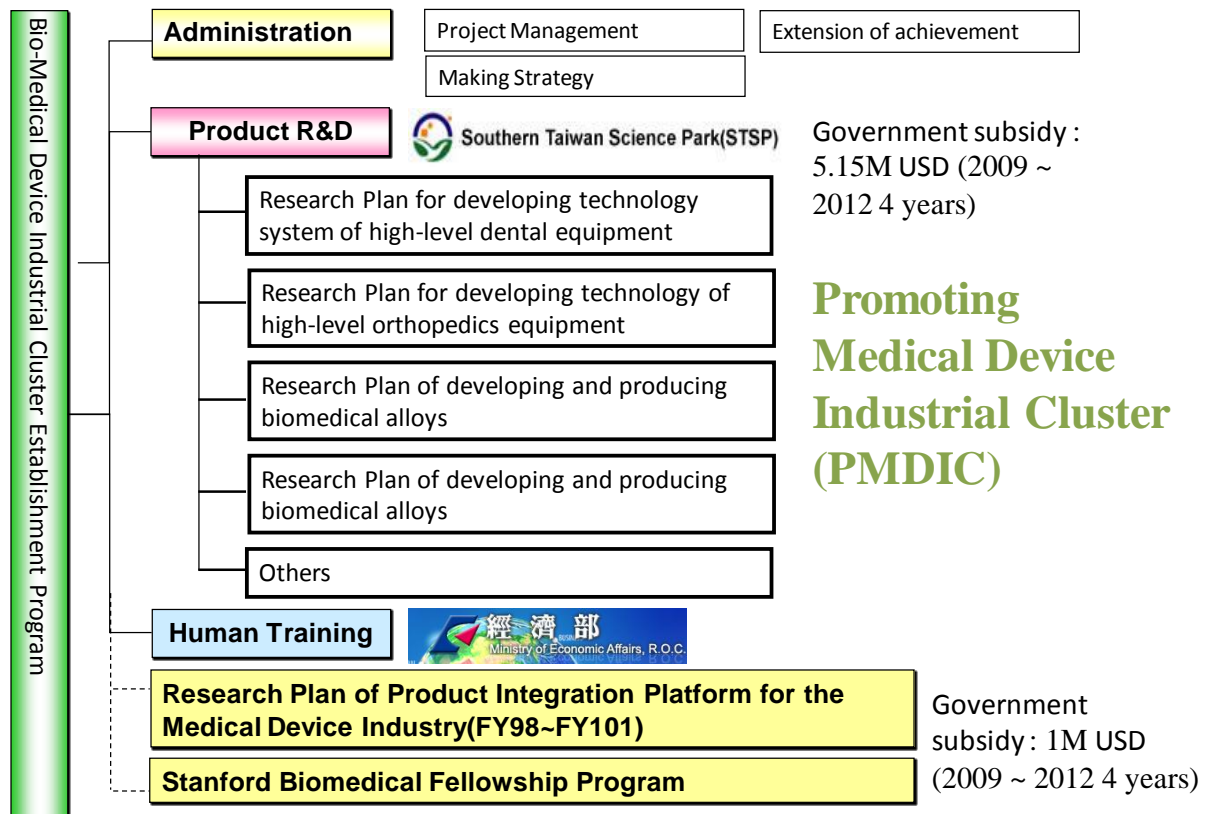 Bio-Medical Device Industrial Cluster Establishment Program
Administration
Project Management
Extension of achievement
Making Strategy
Product R&D
Southern Taiwan Science Park(STSP)
Government subsidy :
5.15M USD (2009 ~
2012 4 years)
Research Plan for developing technology
system of high-level dental equipment
Research Plan for developing technology of
high-level orthopedics equipment
Research Plan of developing and producing
biomedical alloys
Research Plan of developing and producing
biomedical alloys
Others
Promoting
Medical Device
Industrial Cluster
(PMDIC)
Human Training
經濟部
Ministry of Economic Affairs, R.O.C.
Research Plan of Product Integration Platform for the
Medical Device Industry(FY98~FY101)
Stanford Biomedical Fellowship Program
Government
subsidy : 1M USD
(2009 ~ 2012 4 years)